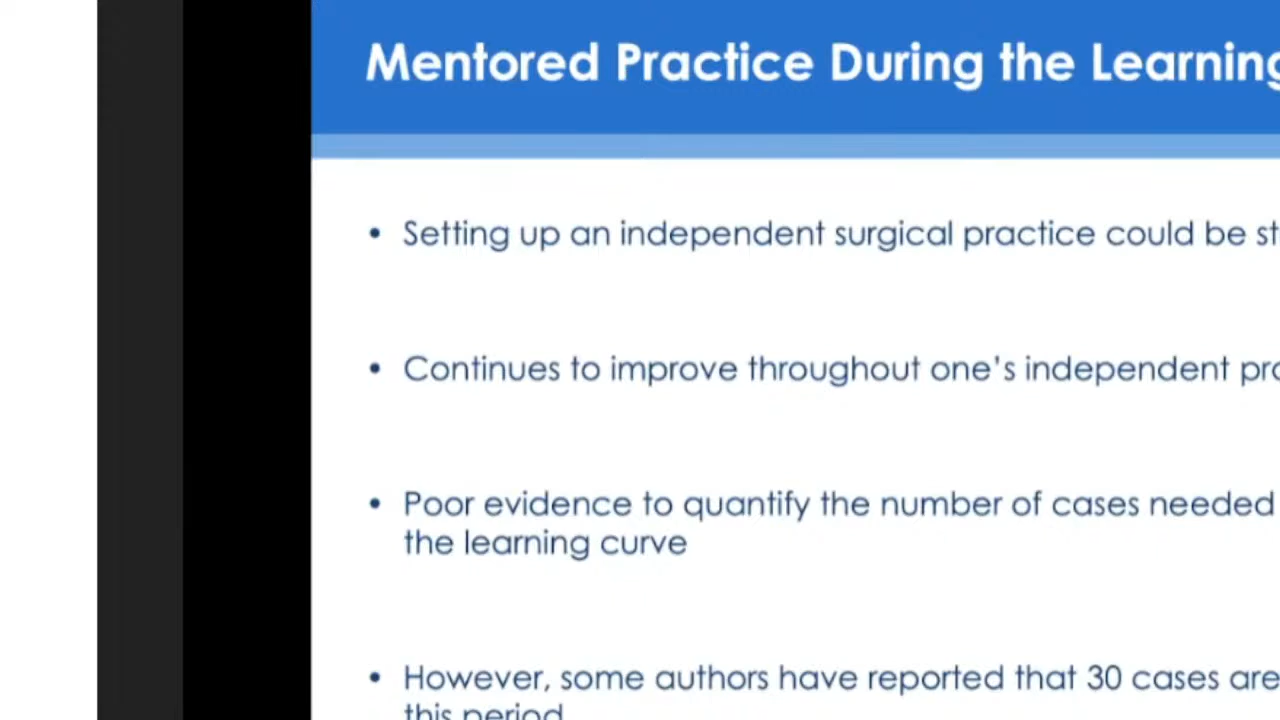 Mentored Practice During the Learning
• Setting up an independent surgical practice could be
• Continues to improve throughout one’s independent
• Poor evidence to quantify the number of cases needed
the learning curve
• However, some authors have reported that 30 cases are
this period